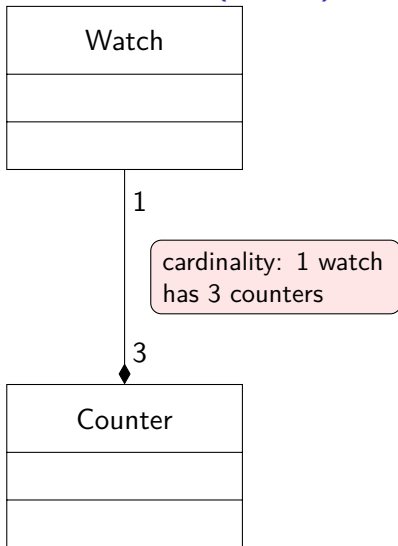 Watch
1
cardinality: 1 watch
has 3 counters
3
Counter